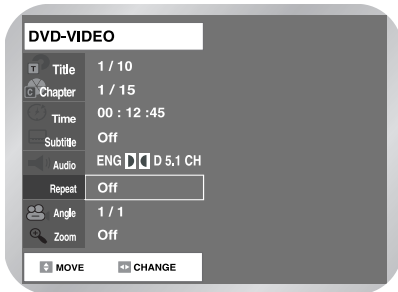 DVD-VIDEO
T Title 1 / 10
C Chapter 1 / 15
Time 00 : 12 :45
Subtitle Off
Audio ENG D 5.1 CH
Repeat Off
Angle 1 / 1
Zoom Off
MOVE CHANGE